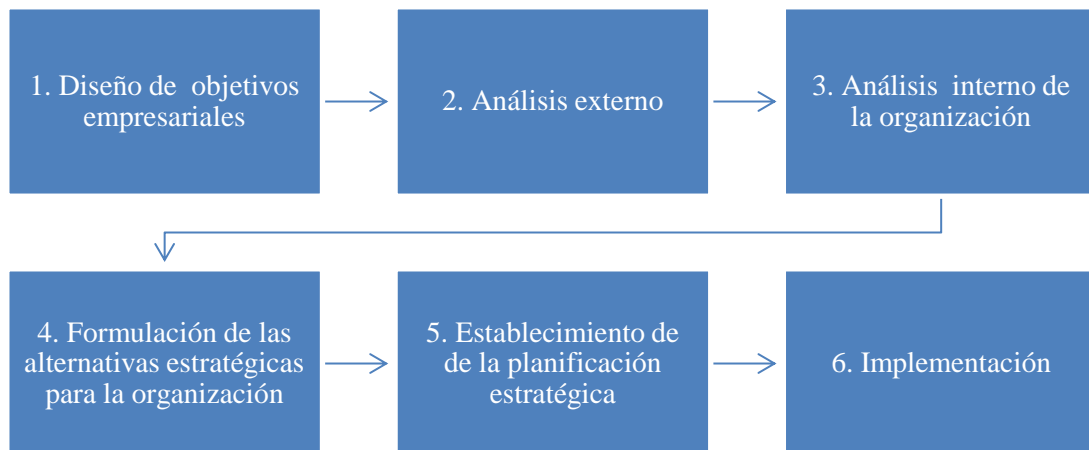 1. Diseño de objetivos
empresariales
2. Análisis externo
3. Análisis interno de
la organización
4. Formulación de las
alternativas estratégicas
para la organización
5. Establecimiento de
de la planificación
estratégica
6. Implementación